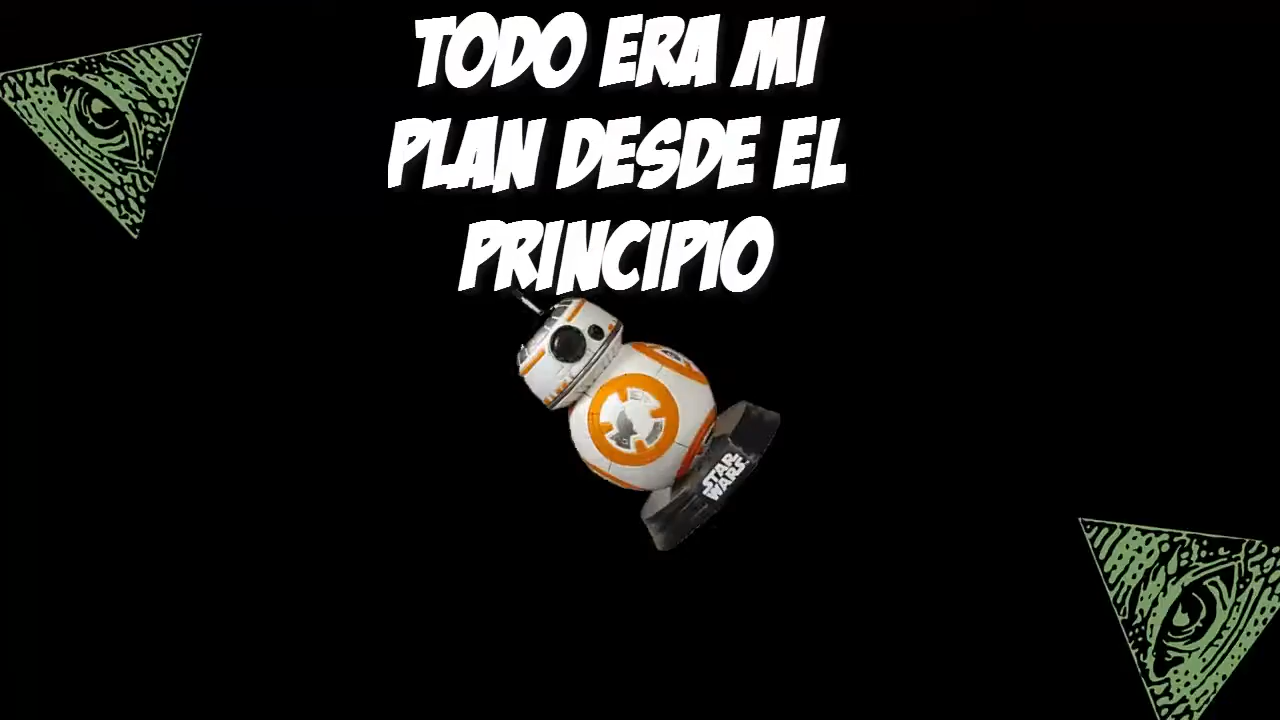 TODO ERA MI
PLAN DESDE EL
PRINCIPIO
STAR
WARS